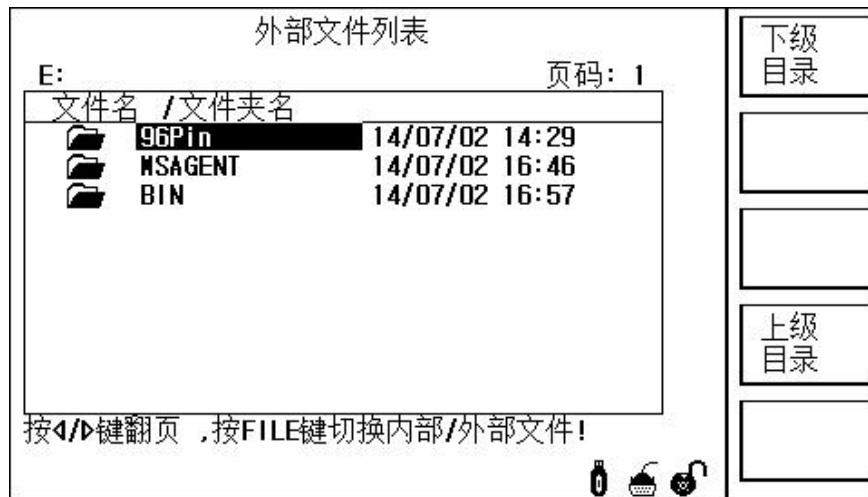 外部文件列表
E: 页码: 1
文件名 /文件夹名
96Pin 14/07/02 14:29
MSAGENT 14/07/02 16:46
BIN 14/07/02 16:57
按◁/▷键翻页 ,按FILE键切换内部/外部文件!
下级
目录
上级
目录